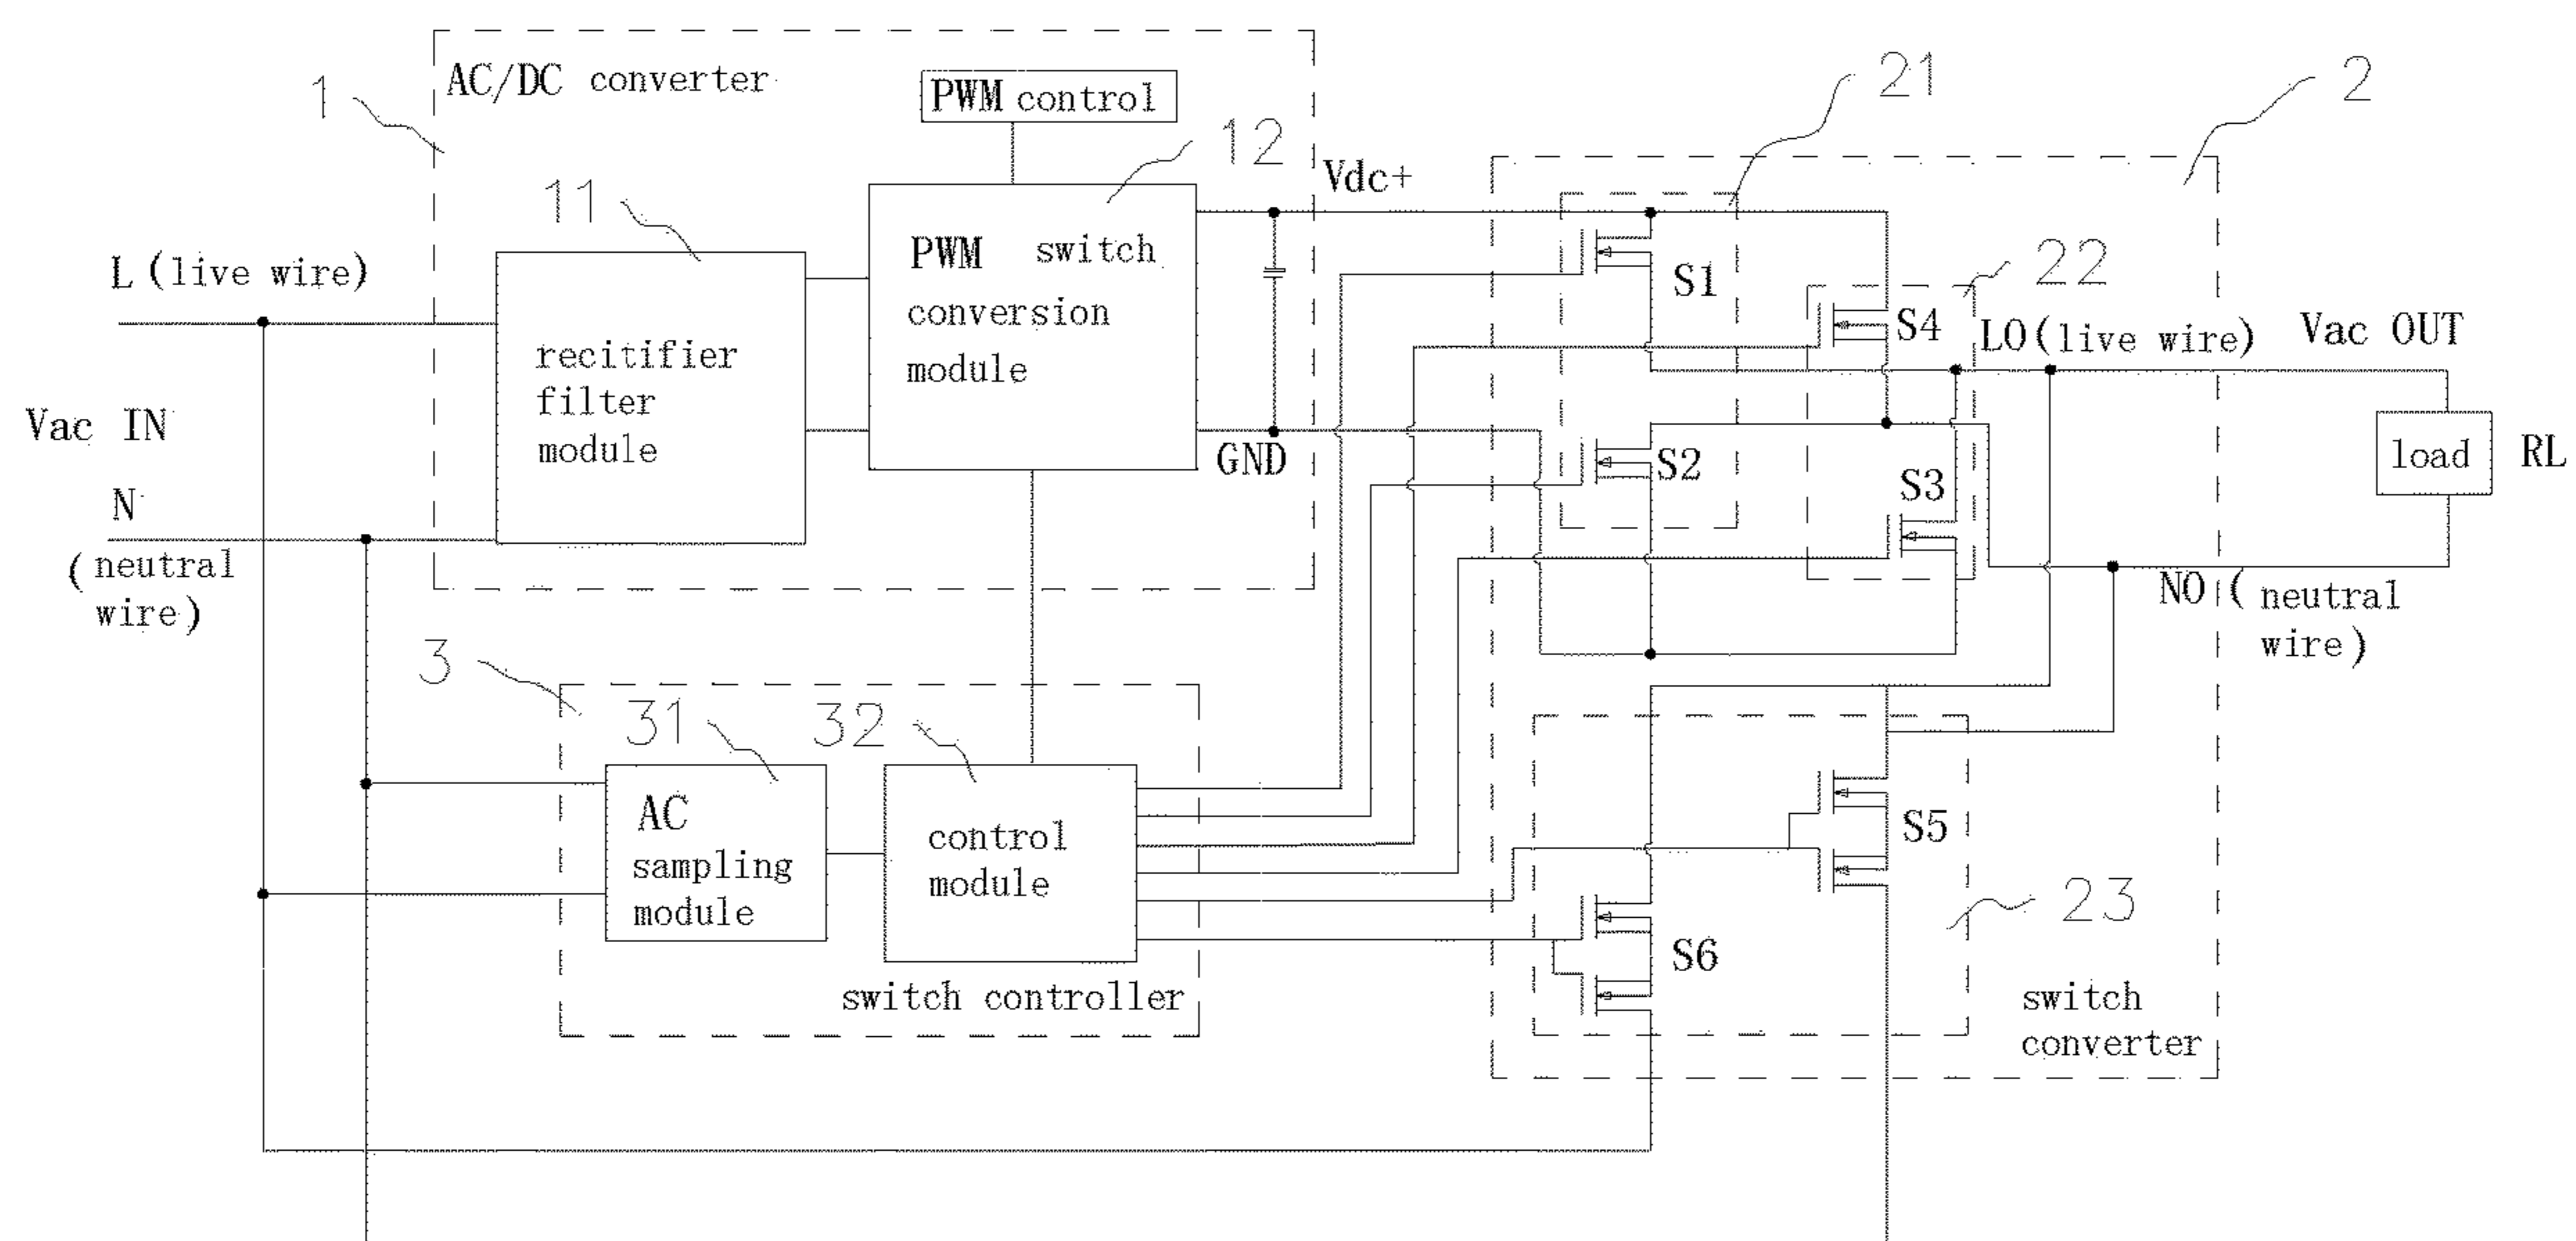 AC/DC converter
1
PWM control
21
2
12
Vdc+
11
PWM switch
conversion
module
22
L(live wire)
S1
recitifier
filter
module
S4
LO(live wire)
Vac OUT
Vac IN
GND
S2
S3
load
RL
N
(neutral
wire)
NO(neutral
wire)
3
31
32
AC
sampling
module
control
module
S5
23
S6
switch controller
switch
converter